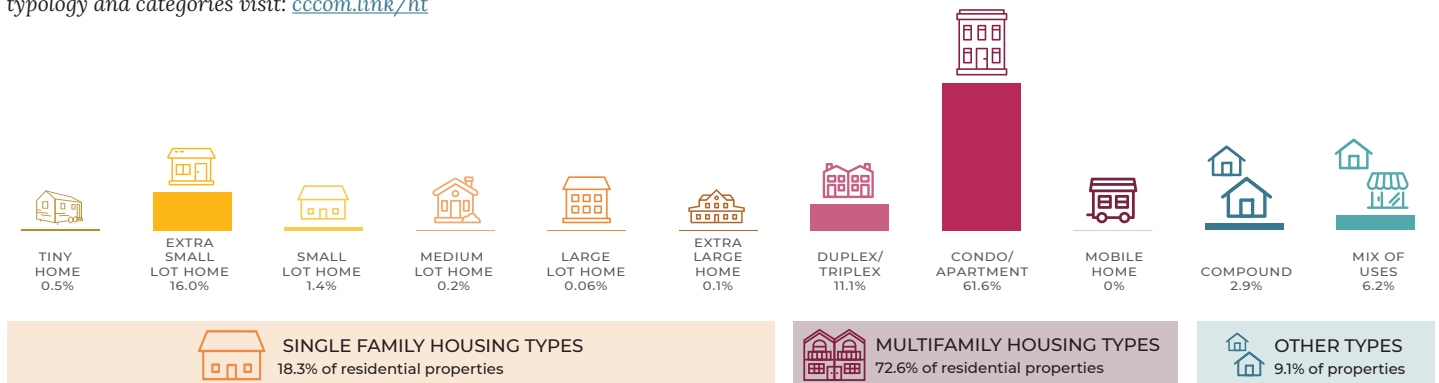 typology and categories visit: cccom.link/ht
TINY
HOME
0.5%
EXTRA
SMALL
LOT HOME
16.0%
SMALL
LOT HOME
1.4%
MEDIUM
LOT HOME
0.2%
LARGE
LOT HOME
0.06%
EXTRA
LARGE
HOME
0.1%
DUPLEX/
TRIPLEX
11.1%
CONDO/
APARTMENT
61.6%
MOBILE
HOME
0%
COMPOUND
2.9%
MIX OF
USES
6.2%
SINGLE FAMILY HOUSING TYPES
18.3% of residential properties
MULTIFAMILY HOUSING TYPES
72.6% of residential properties
OTHER TYPES
9.1% of properties